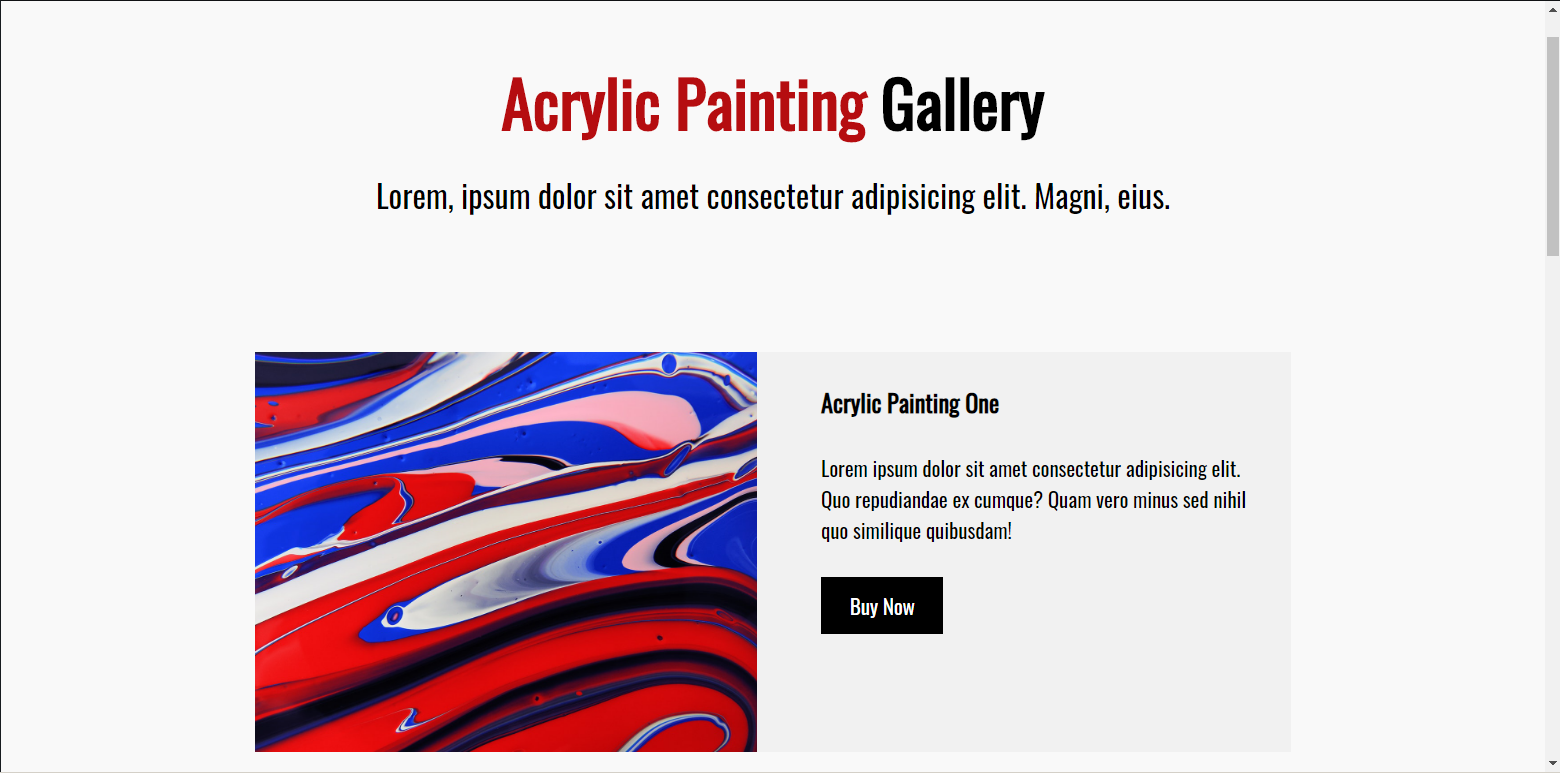 Acrylic Painting Gallery
Lorem, ipsum dolor sit amet consectetur adipisicing elit. Magni, eius.
Acrylic Painting One
Lorem ipsum dolor sit amet consectetur adipisicing elit.
Quo repudiandae ex cumque? Quam vero minus sed nihil
quo similique quibusdam!
Buy Now